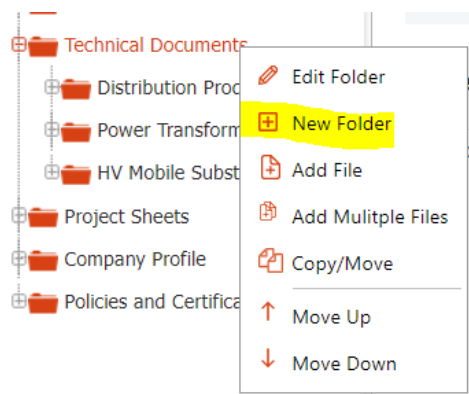 Technical Documents
Distribution Proc
Power Transform
HV Mobile Subst
Project Sheets
Company Profile
Policies and Certifica
Edit Folder
New Folder
Add File
Add Mulitple Files
Copy/Move
Move Up
Move Down